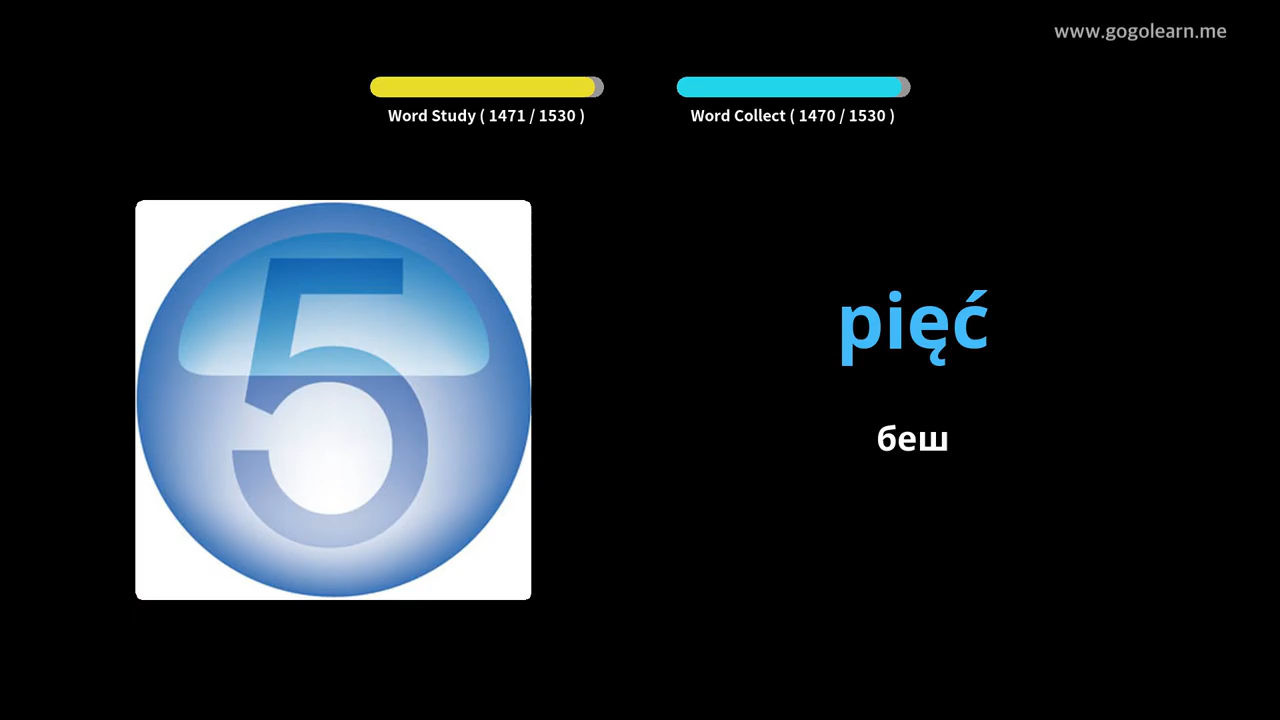 www.gogolearn.me
Word Study ( 1471 / 1530 )
Word Collect ( 1470 / 1530 )
5
pięć
беш